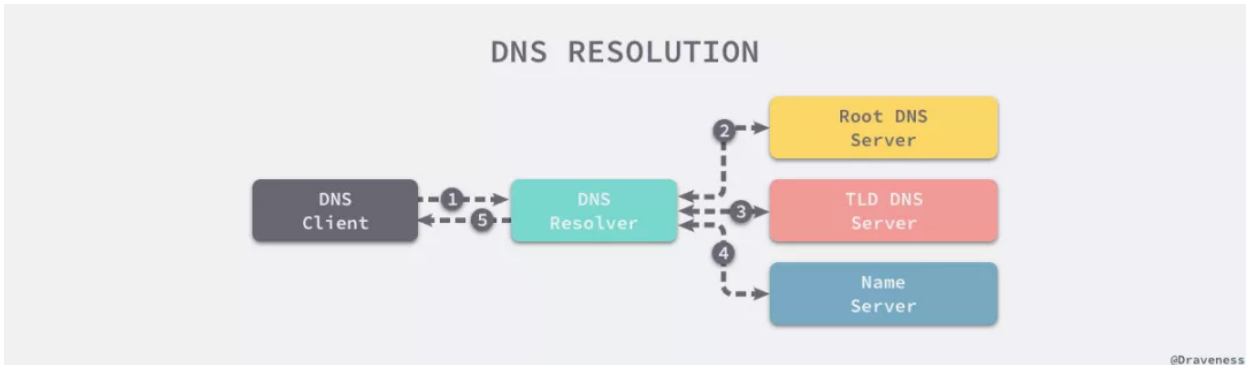 DNS RESOLUTION
Root DNS
Server
2
DNS
Client
1
5
DNS
Resolver
3
TLD DNS
Server
4
Name
Server
@Draveness